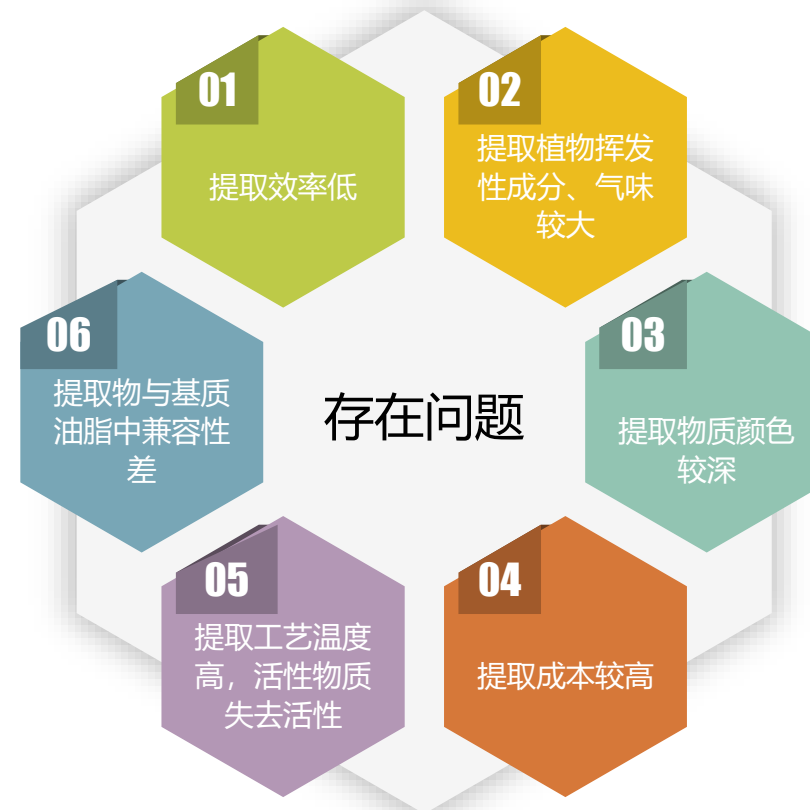 01
提取效率低
02
提取植物挥发
性成分、气味
较大
03
提取物质颜色
较深
04
提取成本较高
05
提取工艺温度
高，活性物质
失去活性
06
提取物与基质
油脂中兼容性
差
存在问题